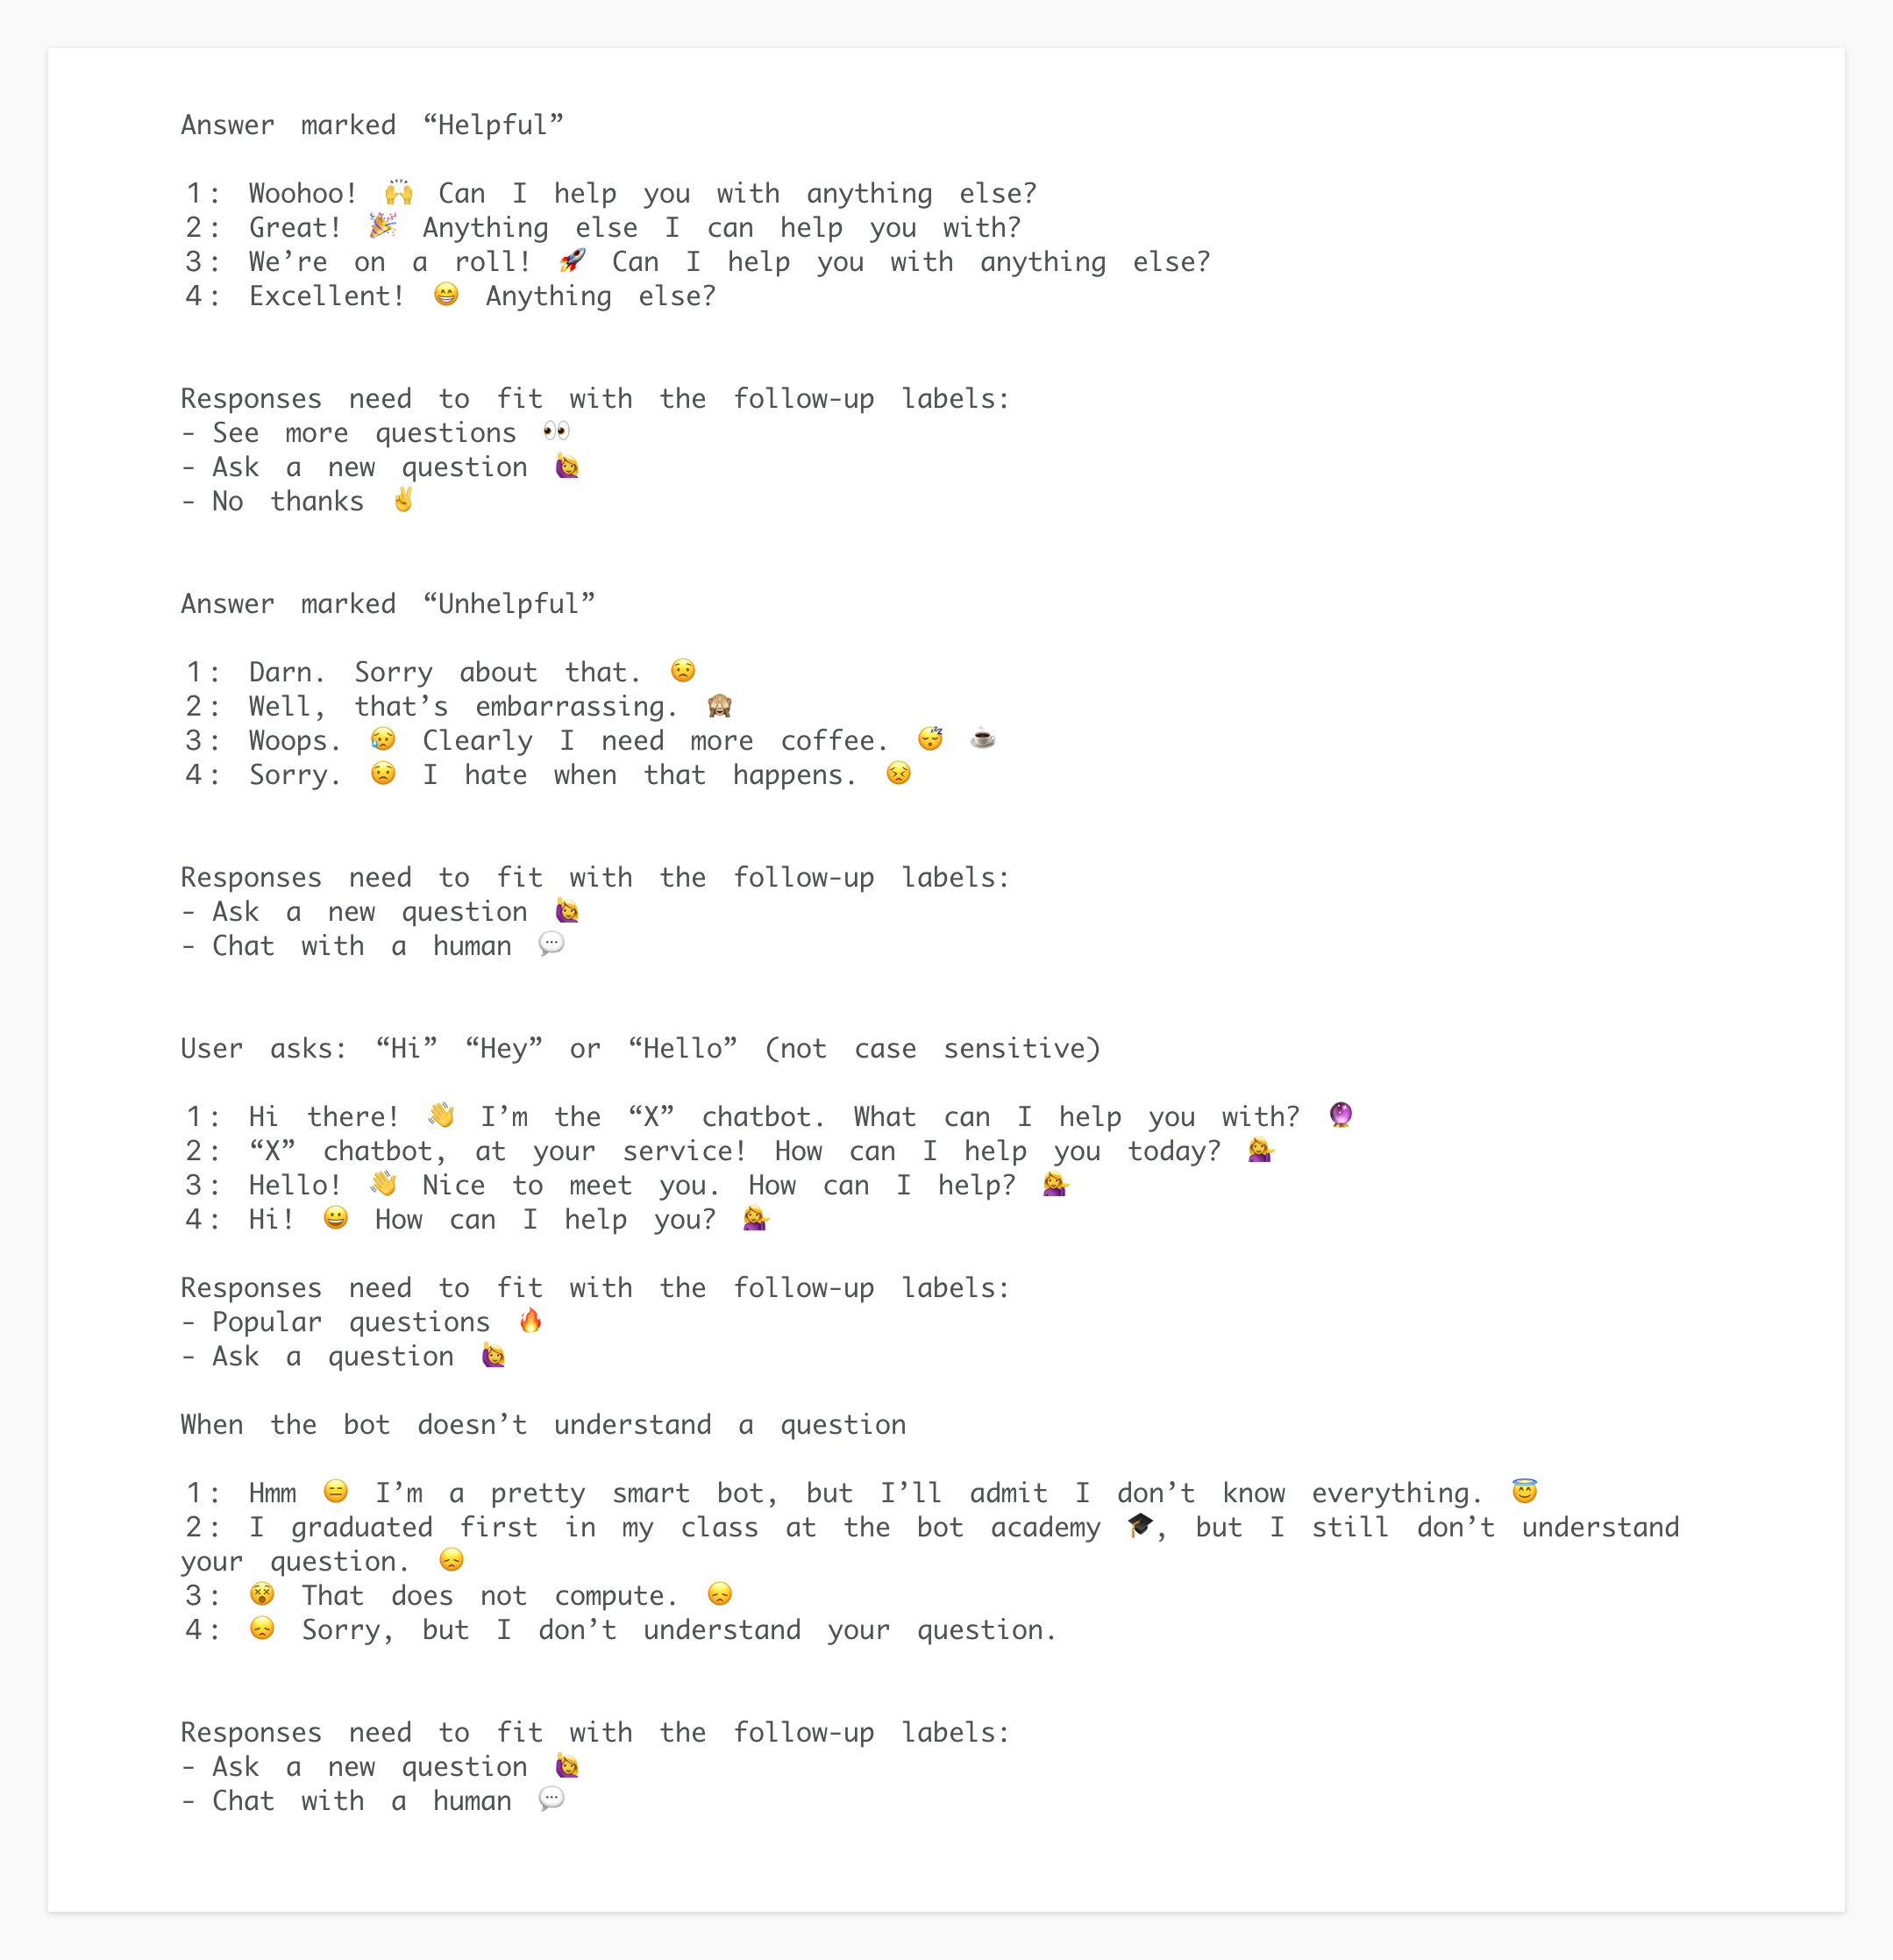 Answer marked “Helpful”
1: Woohoo! 🙌 Can I help you with anything else?
2: Great! 🎉 Anything else I can help you with?
3: We’re on a roll! 🚀 Can I help you with anything else?
4: Excellent! 😁 Anything else?
Responses need to fit with the follow-up labels:
- See more questions 👀
- Ask a new question 🙋‍♀️
- No thanks ✌️
Answer marked “Unhelpful”
1: Darn. Sorry about that. 😟
2: Well, that’s embarrassing. 🙈
3: Woops. 😥 Clearly I need more coffee. 😴 ☕
4: Sorry. 😟 I hate when that happens. 😣
Responses need to fit with the follow-up labels:
- Ask a new question 🙋‍♀️
- Chat with a human 💬
User asks: “Hi” “Hey” or “Hello” (not case sensitive)
1: Hi there! 👋 I’m the “X” chatbot. What can I help you with? 🔮
2: “X” chatbot, at your service! How can I help you today? 💁‍♀️
3: Hello! 👋 Nice to meet you. How can I help? 💁‍♀️
4: Hi! 😀 How can I help you? 💁‍♀️
Responses need to fit with the follow-up labels:
- Popular questions 🔥
- Ask a question 🙋‍♀️
When the bot doesn’t understand a question
1: Hmm 😑 I’m a pretty smart bot, but I’ll admit I don’t know everything. 😇
2: I graduated first in my class at the bot academy 🎓, but I still don’t understand
your question. 😞
3: 😵 That does not compute. 😞
4: 😞 Sorry, but I don’t understand your question.
Responses need to fit with the follow-up labels:
- Ask a new question 🙋‍♀️
- Chat with a human 💬